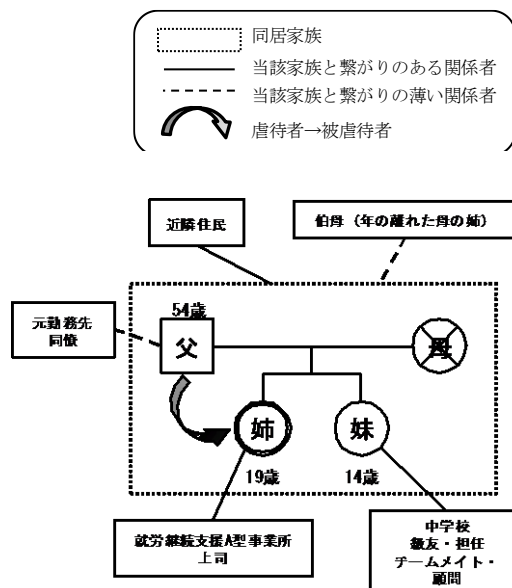 同居家族
当該家族と繋がりのある関係者
当該家族と繋がりの薄い関係者
虐待者→被虐待者
近隣住民
伯母（年の離れた母の姉）
元勤務先
同僚
54歳
父
母
姉
妹
19歳
14歳
就労継続支援A型事業所
上司
中学校
級友・担任
チームメイト・
顧問